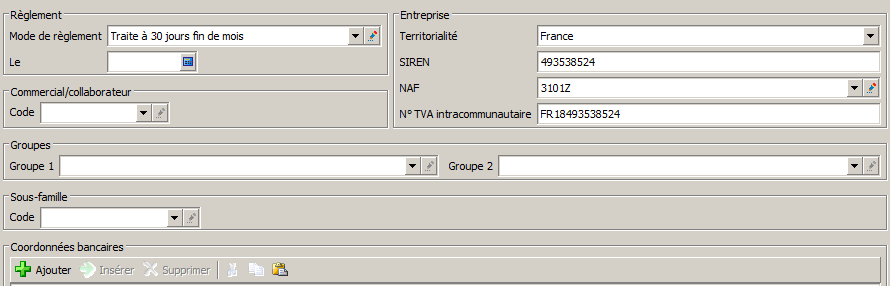 Règlement
Mode de règlement Traite à 30 jours fin de mois
Le
Commercial/collaborateur
Code
Entreprise
Territorialité France
SIREN 493538524
NAF 3101Z
N° TVA intracommunautaire FR18493538524
Groupes
Groupe 1 Groupe 2
Sous-famille
Code
Coordonnées bancaires
Ajouter Insérer Supprimer